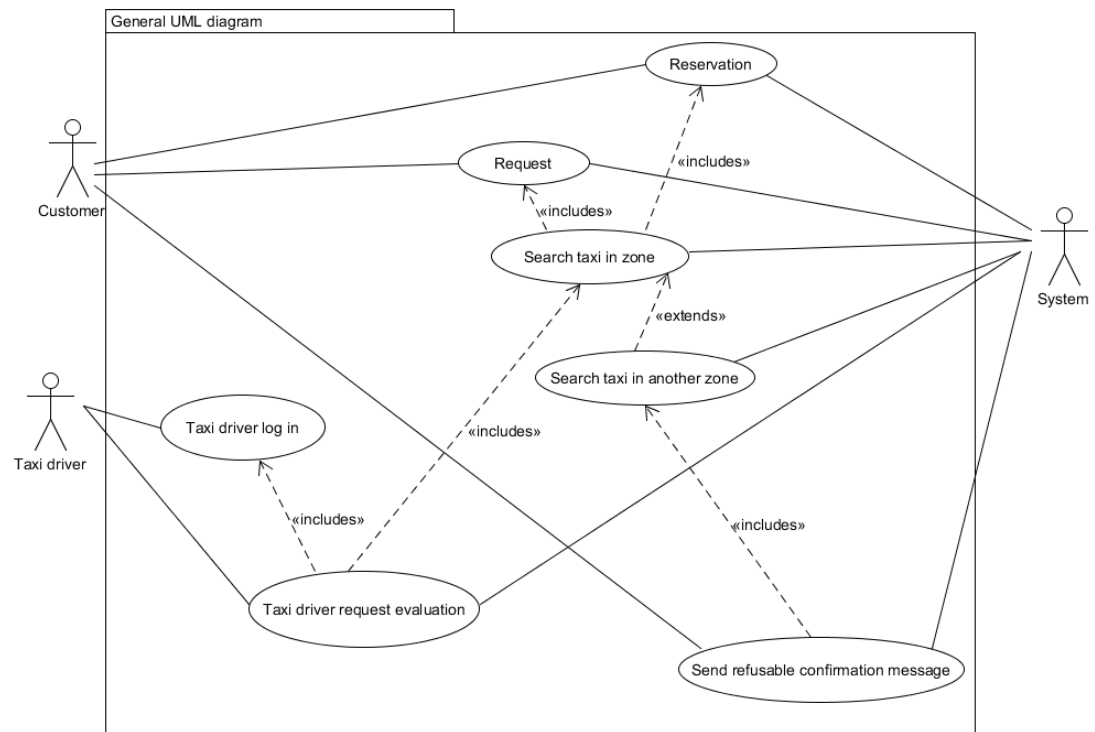 General UML diagram
Reservation
«includes»
Request
Customer
«includes»
Search taxi in zone
System
«extends»
Search taxi in another zone
Taxi driver log in
«includes»
Taxi driver
«includes»
«includes»
Taxi driver request evaluation
Send refusable confirmation message